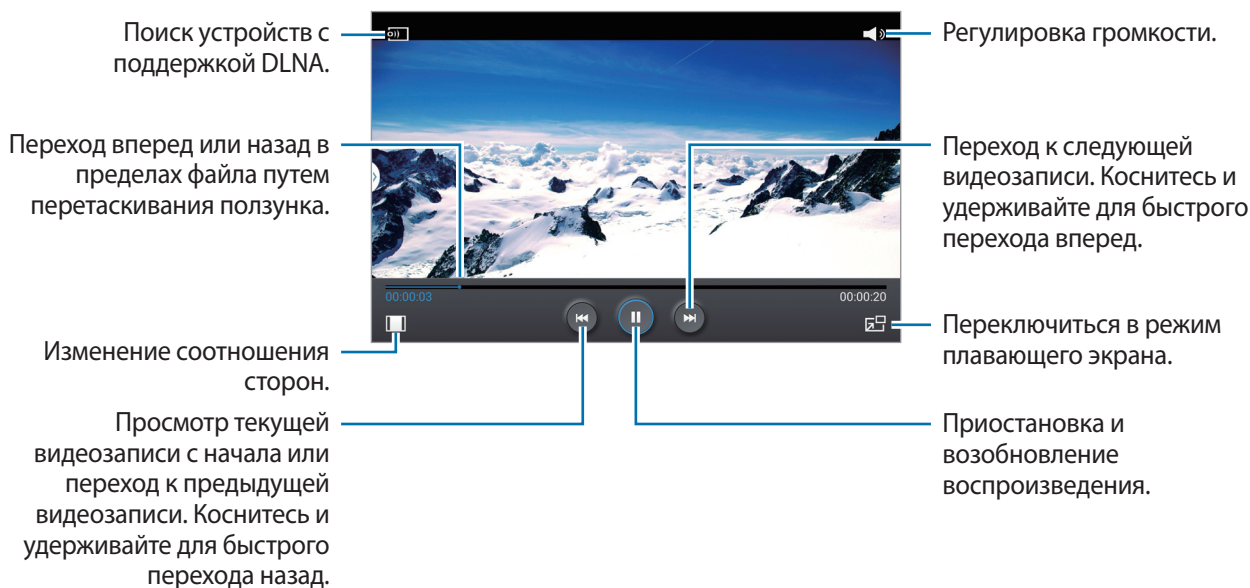 Поиск устройств с
поддержкой DLNA.
Переход вперед или назад в
пределах файла путем
перетаскивания ползунка.
Изменение соотношения
сторон.
Просмотр текущей
видеозаписи с начала или
переход к предыдущей
видеозаписи. Коснитесь и
удерживайте для быстрого
перехода назад.
00:00:03
00:00:20
Регулировка громкости.
Переход к следующей
видеозаписи. Коснитесь и
удерживайте для быстрого
перехода вперед.
Переключиться в режим
плавающего экрана.
Приостановка и
возобновление
воспроизведения.